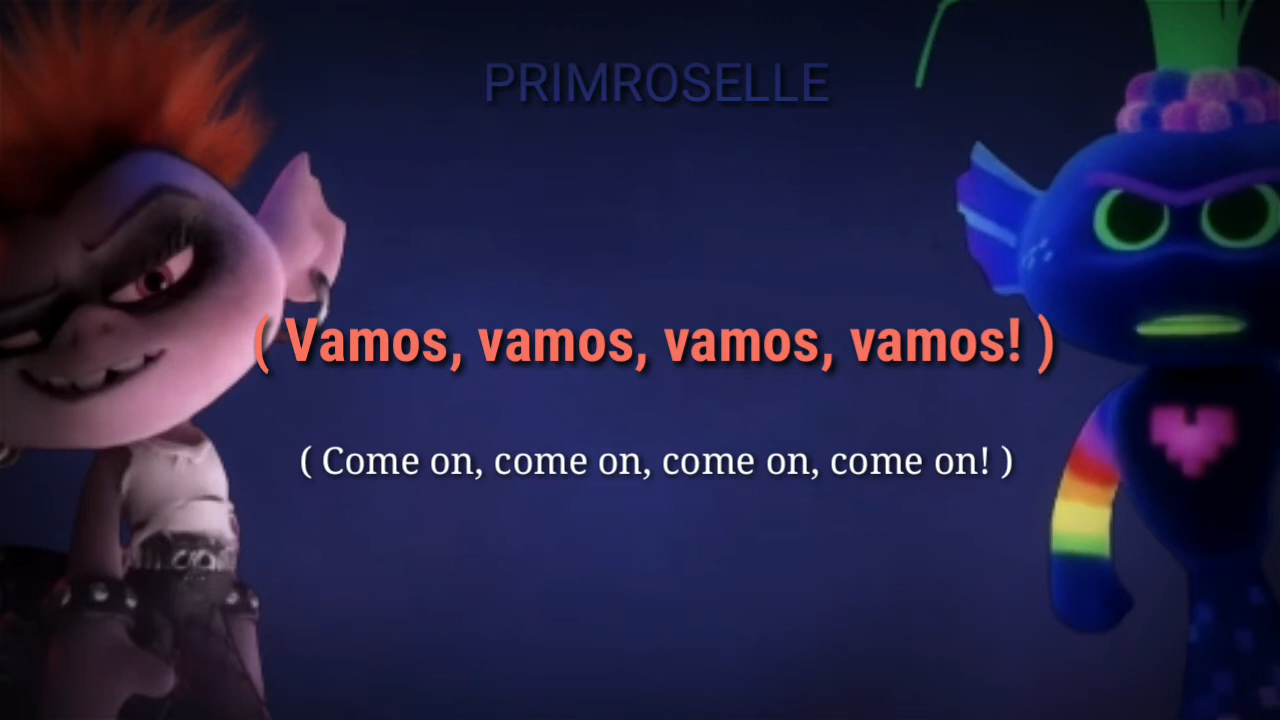 PRIMROSELLE
( Vamos, vamos, vamos, vamos! )
( Come on, come on, come on, come on! )